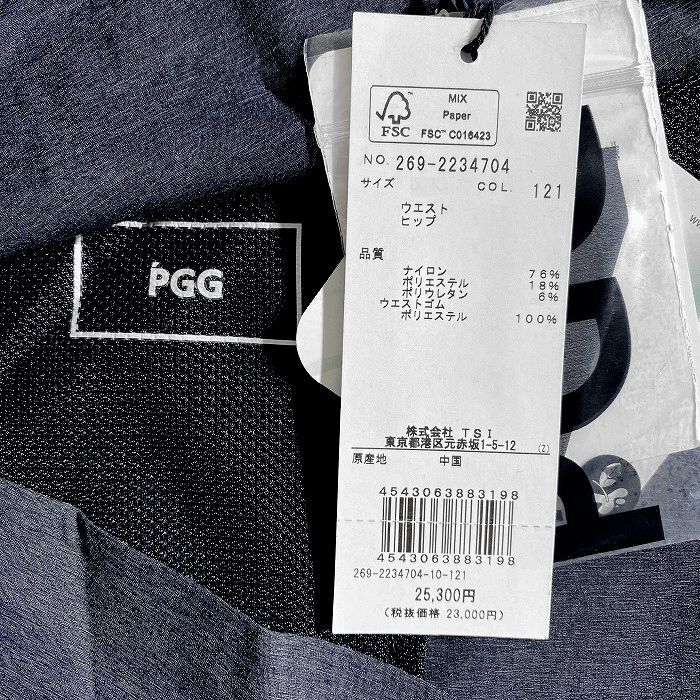 MIX
Paper
FSC™ C016423
FSC™
NO. 269-2234704
サイズ
COL. 121
ウエスト
ヒップ
品質
ナイロン 76%
ポリエステル 18%
ポリウレタン 6%
ウエストゴム
ポリエステル 100%
株式会社 TSI
東京都港区元赤坂1-5-12 (Z)
原産地 中国
4543063883198
4543063883198
269-2234704-10-121
25,300円
(税抜価格 23,000円)
PGG